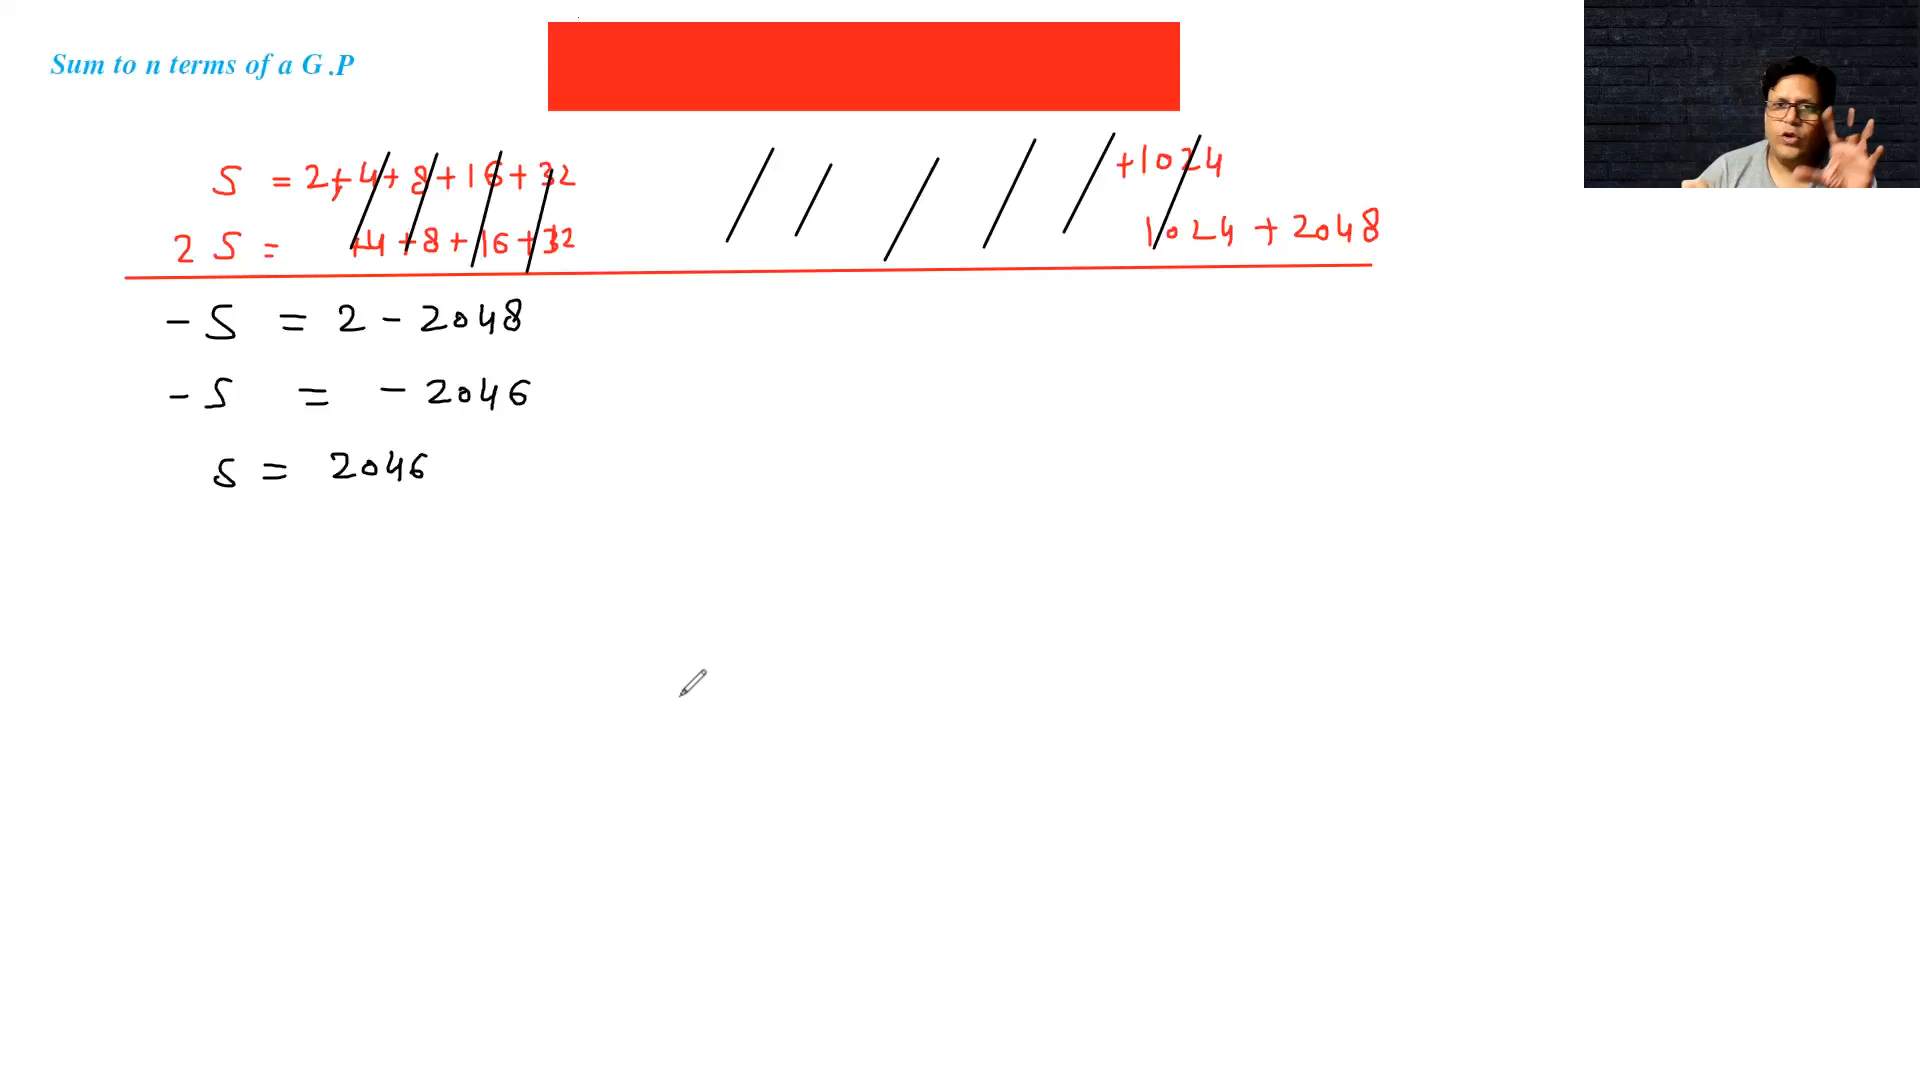 Sum to n terms of a G.P
S = 2 + 4 + 8 + 16 + 32 + 1024
2 S = + 4 + 8 + 16 + 32 1024 + 2048
- S = 2 - 2048
- S = - 2046
S = 2046